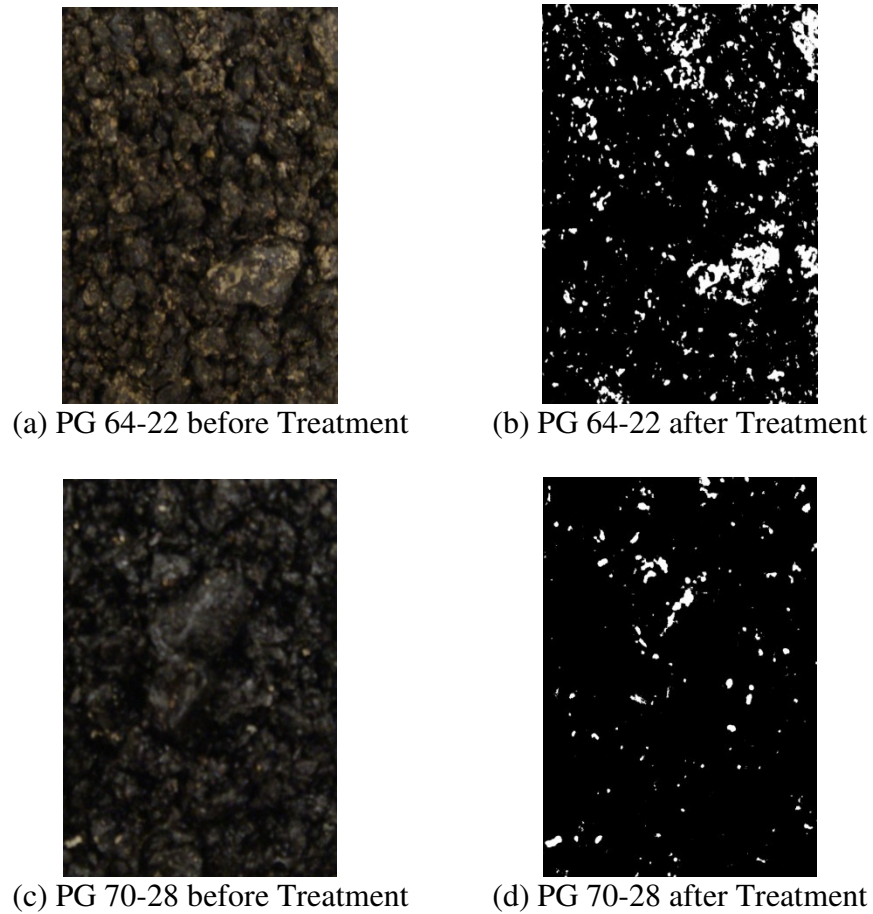 (a) PG 64-22 before Treatment
(b) PG 64-22 after Treatment
(c) PG 70-28 before Treatment
(d) PG 70-28 after Treatment